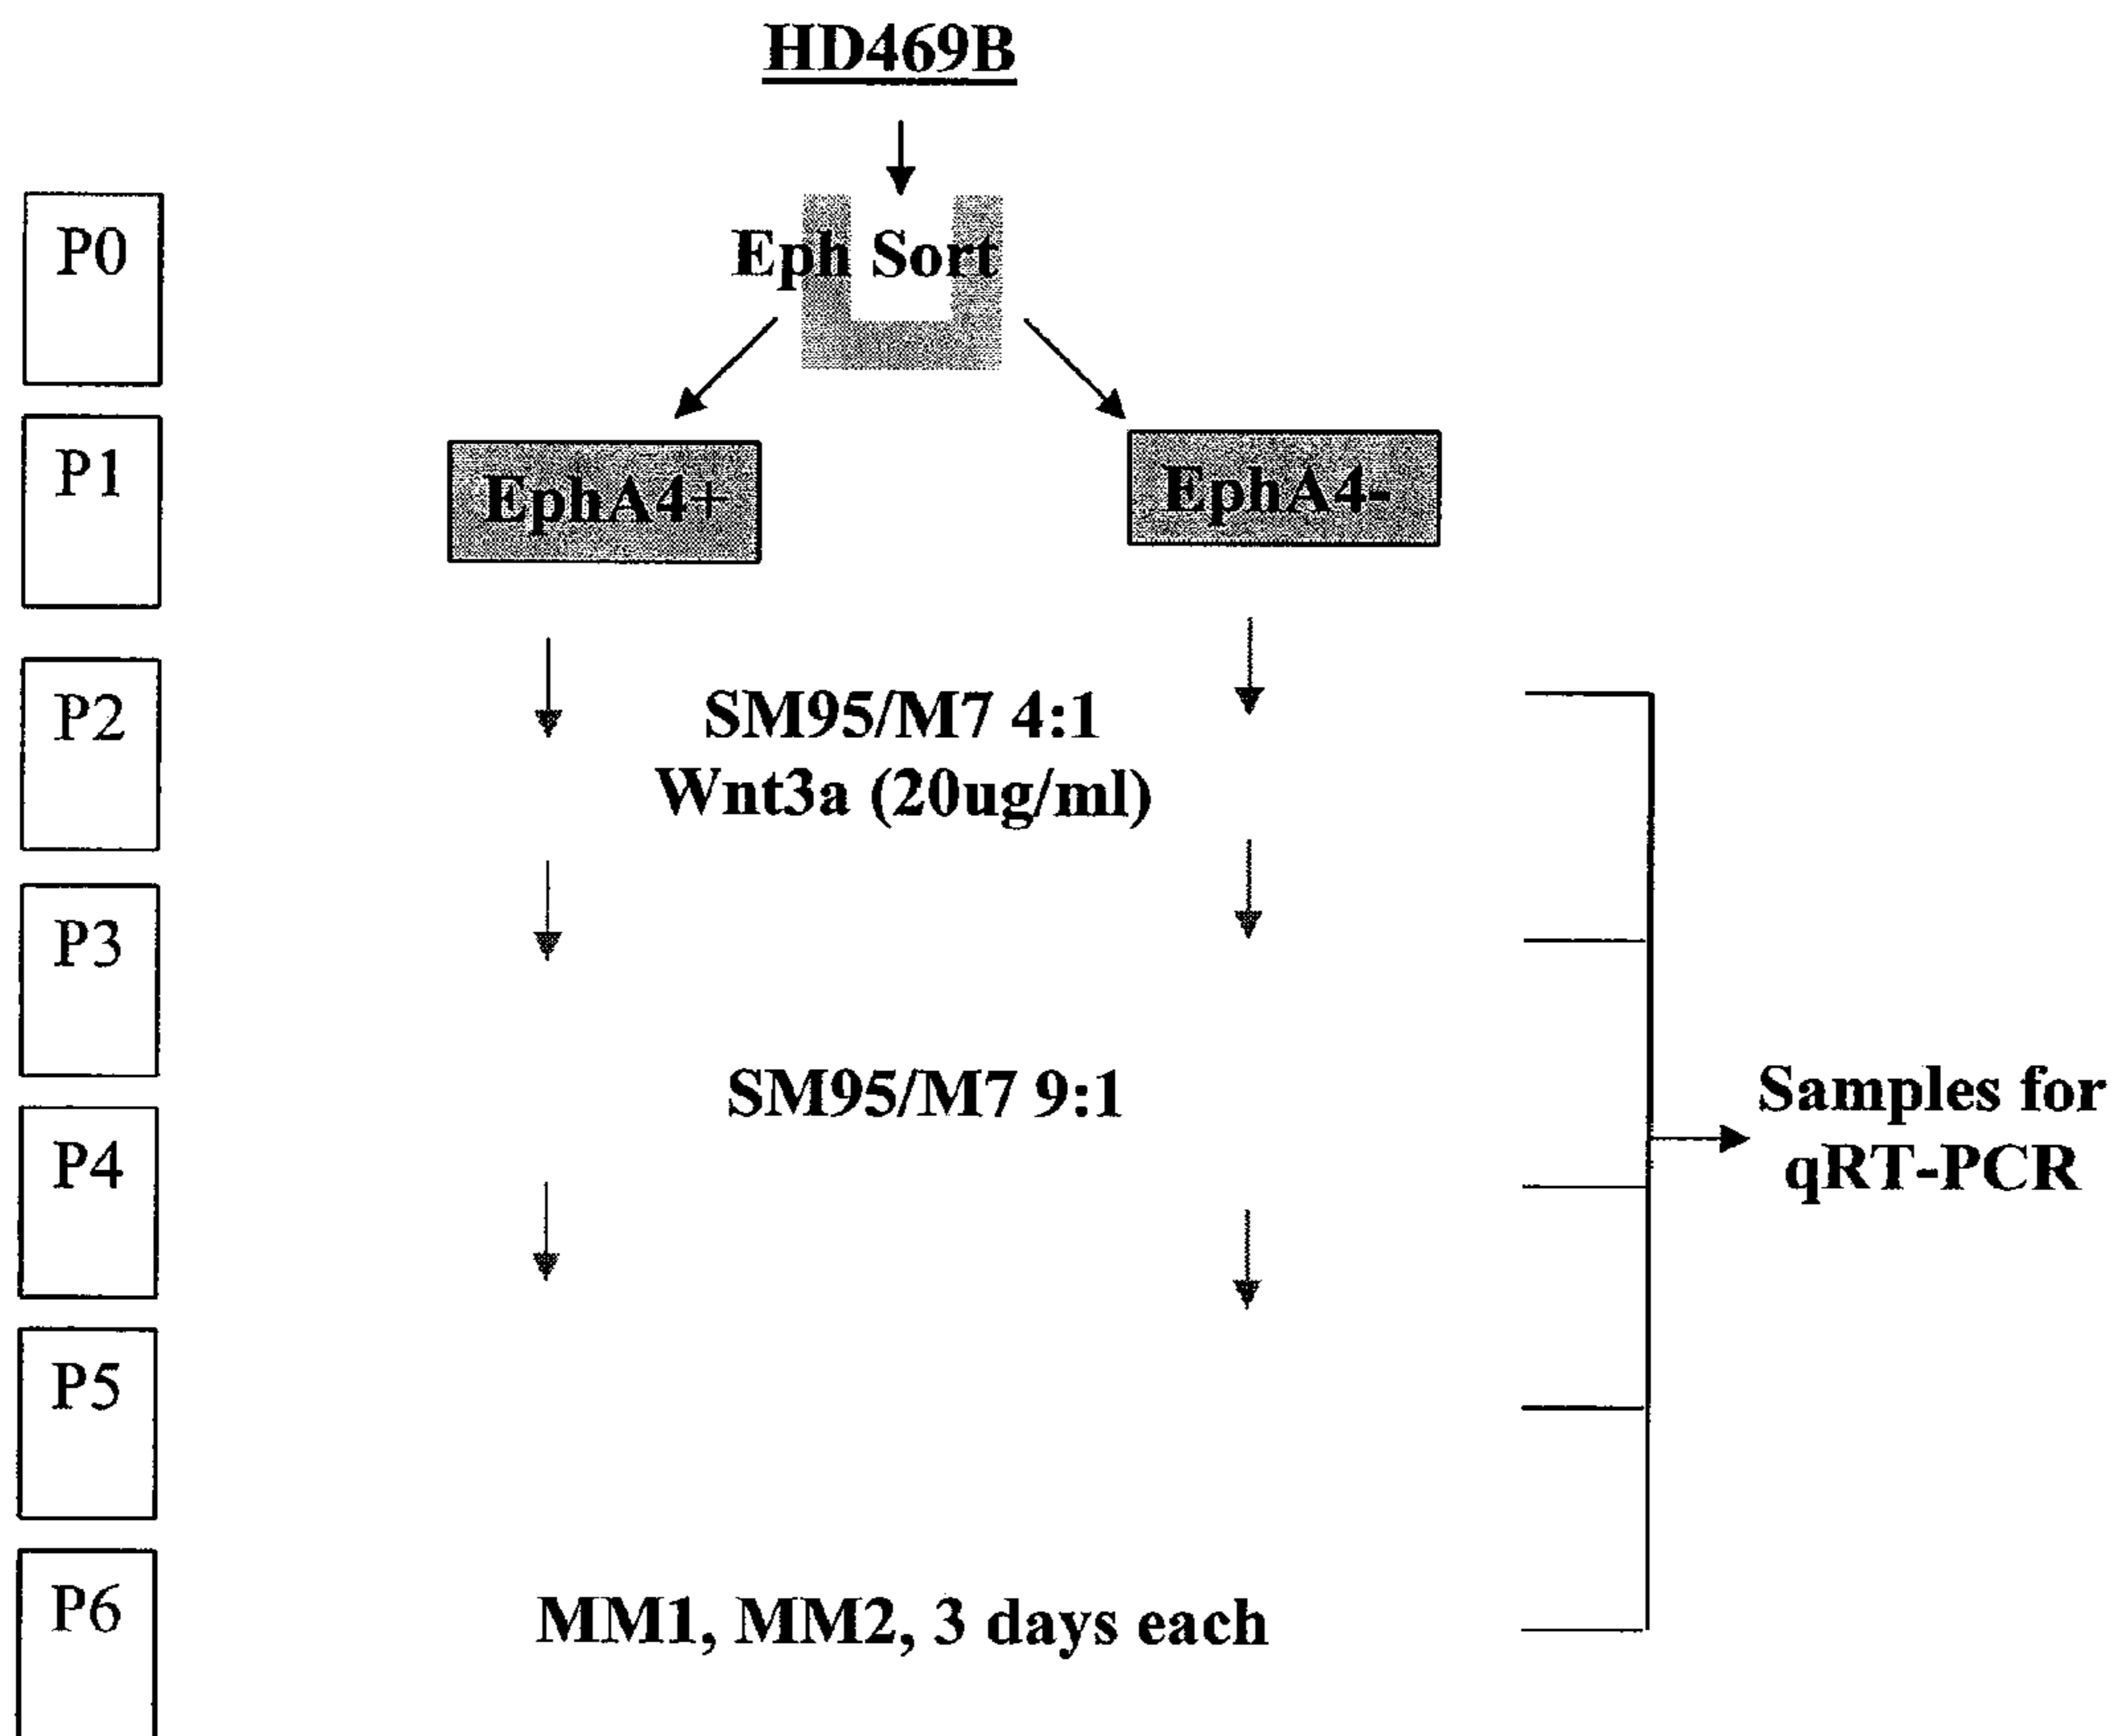 HD469B
P0
Eph Sort
P1
EphA4+
EphA4-
P2
SM95/M7 4:1
Wnt3a (20ug/ml)
P3
SM95/M7 9:1
Samples for
qRT-PCR
P4
P5
P6
MM1, MM2, 3 days each